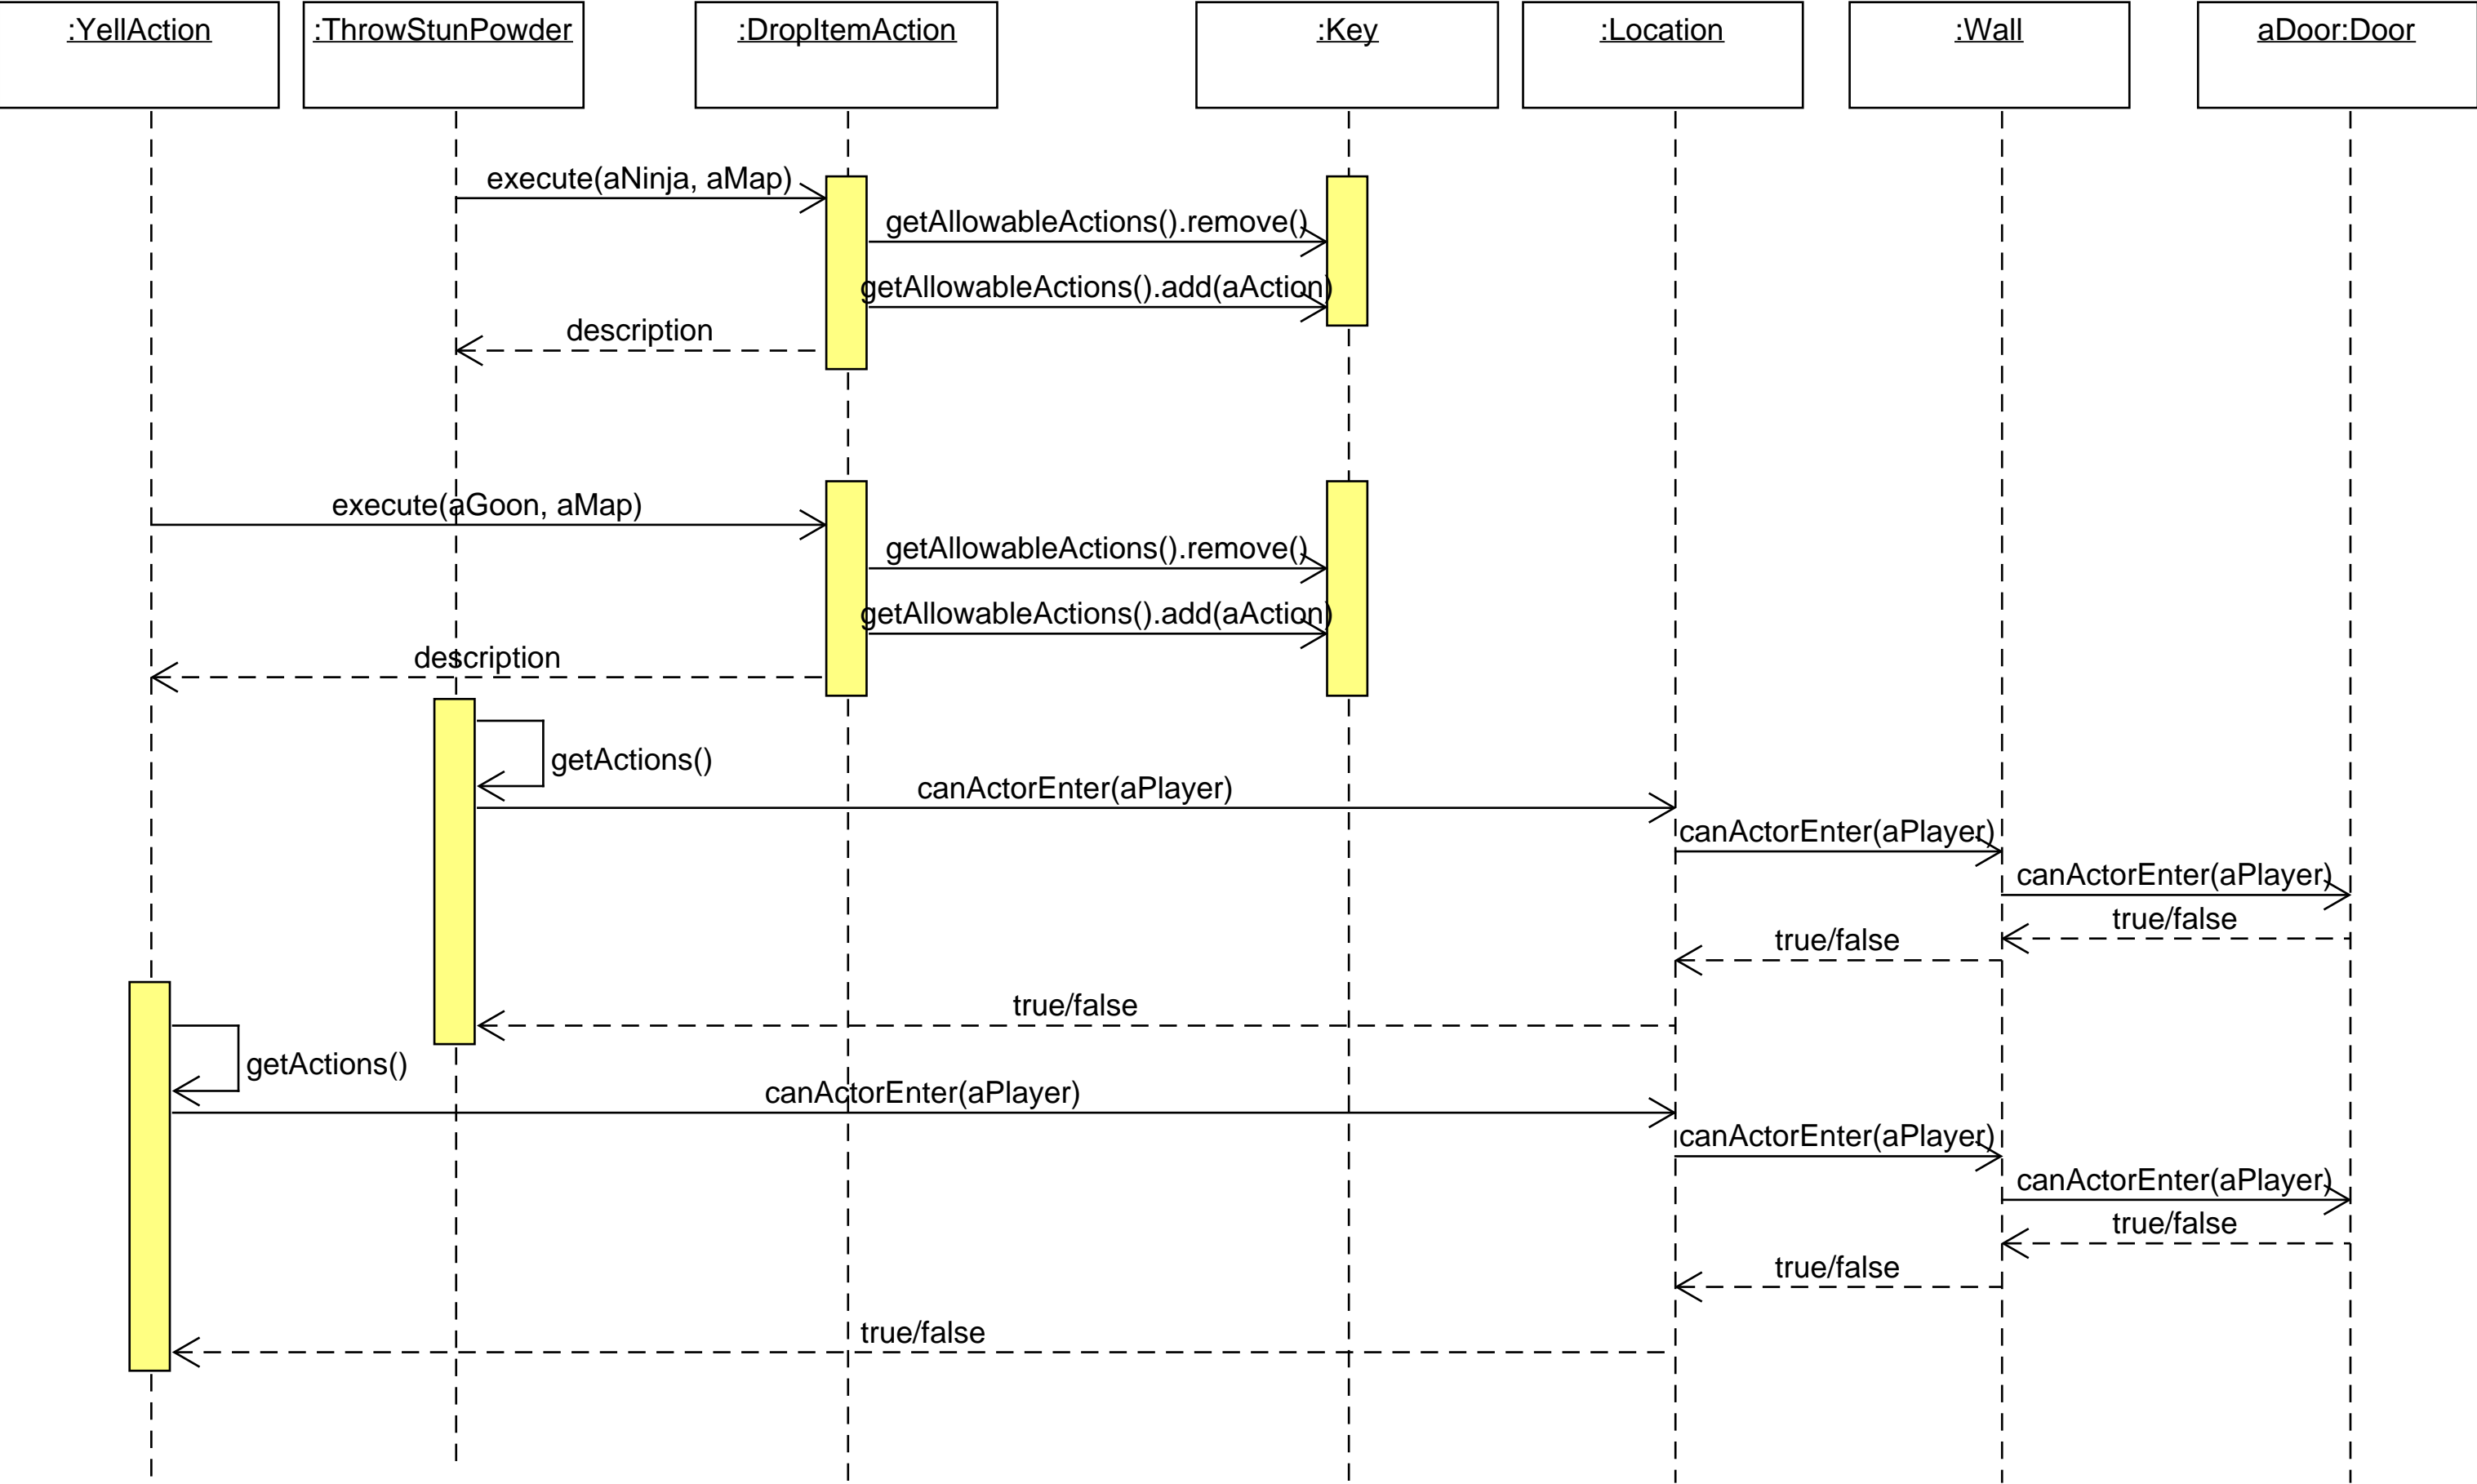 :YellAction
:ThrowStunPowder
:DropItemAction
:Key
:Location
:Wall
aDoor:Door
execute(aNinja, aMap)
getAllowableActions().remove()
getAllowableActions().add(aAction)
description
execute(aGoon, aMap)
getAllowableActions().remove()
getAllowableActions().add(aAction)
description
getActions()
canActorEnter(aPlayer)
canActorEnter(aPlayer)
canActorEnter(aPlayer)
true/false
true/false
true/false
getActions()
canActorEnter(aPlayer)
canActorEnter(aPlayer)
canActorEnter(aPlayer)
true/false
true/false
true/false